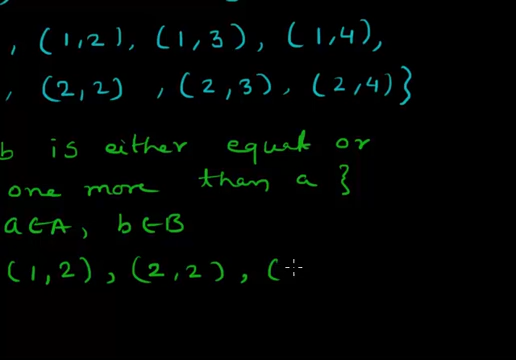 , (1,2), (1,3), (1,4),
, (2,2) , (2,3), (2,4)}
b is either equal or
one more than a }
a∈A, b∈B
(1,2), (2,2), (